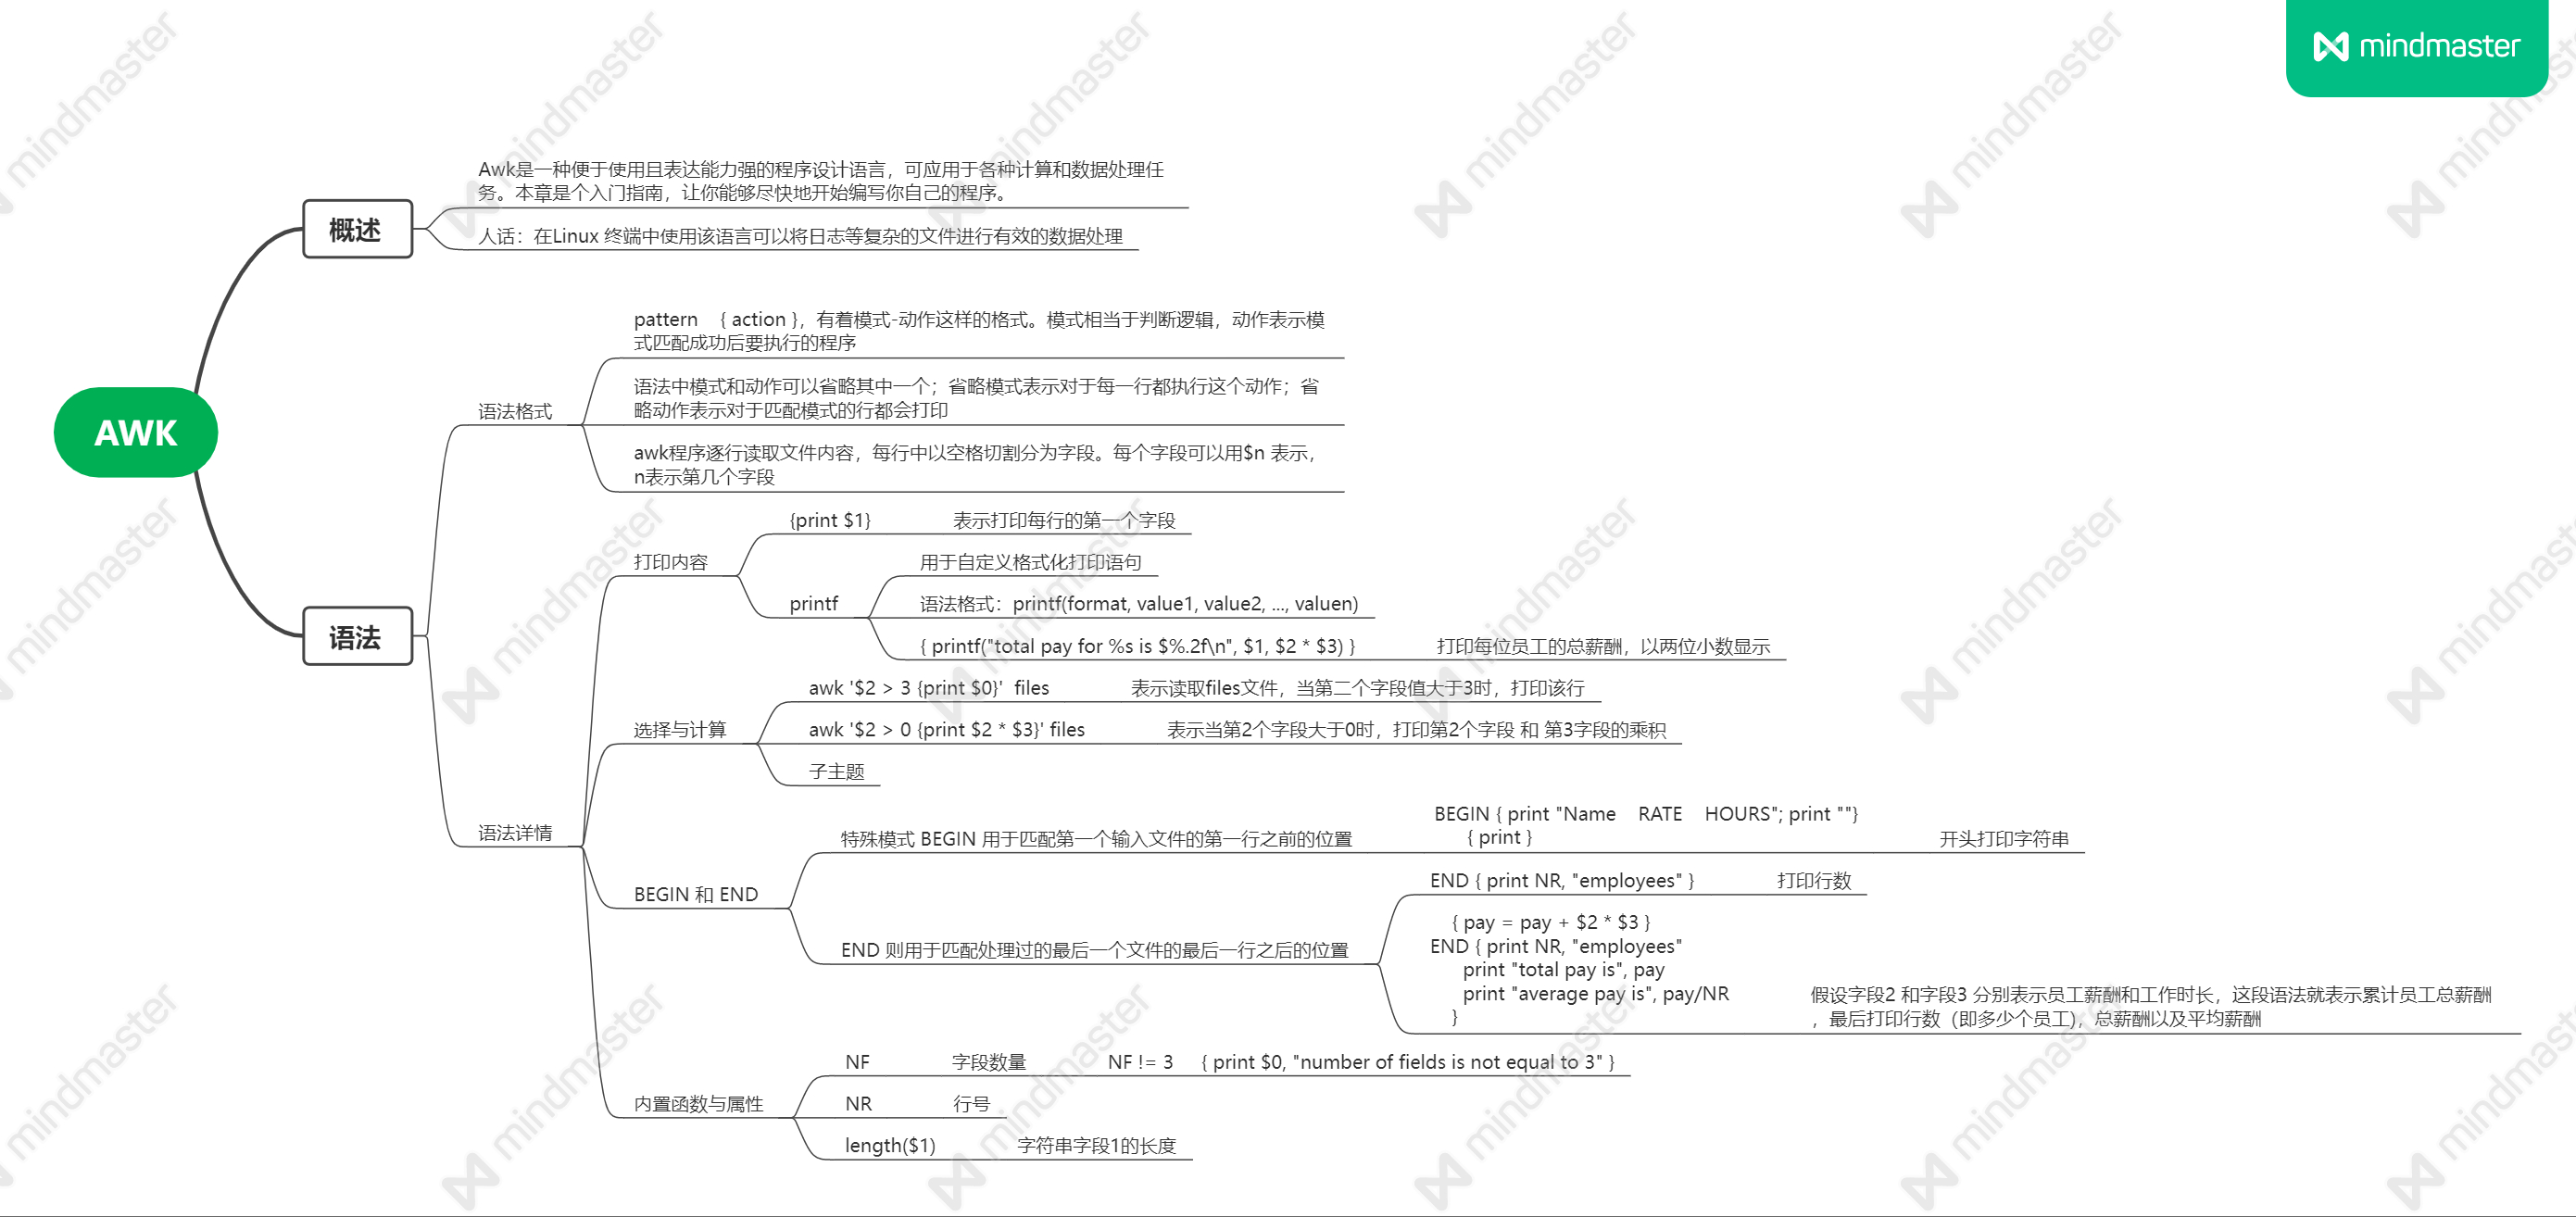 mindmaster
Awk是一种便于使用且表达能力强的程序设计语言，可应用于各种计算和数据处理任
务。本章是个入门指南，让你能够尽快地开始编写你自己的程序。
概述
人话：在Linux 终端中使用该语言可以将日志等复杂的文件进行有效的数据处理
pattern { action }，有着模式-动作这样的格式。模式相当于判断逻辑，动作表示模
式匹配成功后要执行的程序
语法中模式和动作可以省略其中一个；省略模式表示对于每一行都执行这个动作；省
略动作表示对于匹配模式的行都会打印
语法格式
AWK
awk程序逐行读取文件内容，每行中以空格切割分为字段。每个字段可以用$n 表示，
n表示第几个字段
{print $1} 表示打印每行的第一个字段
打印内容
用于自定义格式化打印语句
printf
语法格式：printf(format, value1, value2, ..., valuen)
语法
{ printf("total pay for %s is $%.2f\n", $1, $2 * $3) } 打印每位员工的总薪酬，以两位小数显示
awk '$2 > 3 {print $0}' files 表示读取files文件，当第二个字段值大于3时，打印该行
选择与计算
awk '$2 > 0 {print $2 * $3}' files 表示当第2个字段大于0时，打印第2个字段 和 第3字段的乘积
子主题
语法详情
特殊模式 BEGIN 用于匹配第一个输入文件的第一行之前的位置
BEGIN { print "Name RATE HOURS"; print ""}
{ print }
开头打印字符串
BEGIN 和 END
END 则用于匹配处理过的最后一个文件的最后一行之后的位置
END { print NR, "employees" } 打印行数
{ pay = pay + $2 * $3 }
END { print NR, "employees"
print "total pay is", pay
print "average pay is", pay/NR
}
假设字段2 和字段3 分别表示员工薪酬和工作时长，这段语法就表示累计员工总薪酬
，最后打印行数（即多少个员工），总薪酬以及平均薪酬
内置函数与属性
NF 字段数量 NF != 3 { print $0, "number of fields is not equal to 3" }
NR 行号
length($1) 字符串字段1的长度